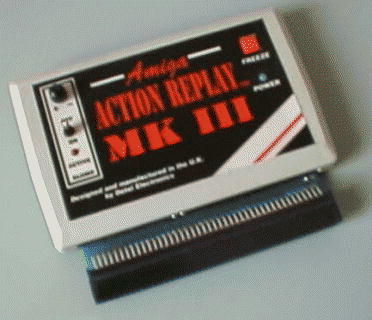 Amiga
ACTION REPLAY
MK III
FREEZE
POWER
Designed and manufactured in the U.K.
by Datel Electronics